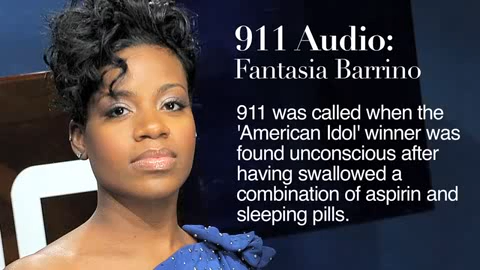 911 Audio:
Fantasia Barrino
911 was called when the
'American Idol' winner was
found unconscious after
having swallowed a
combination of aspirin and
sleeping pills.